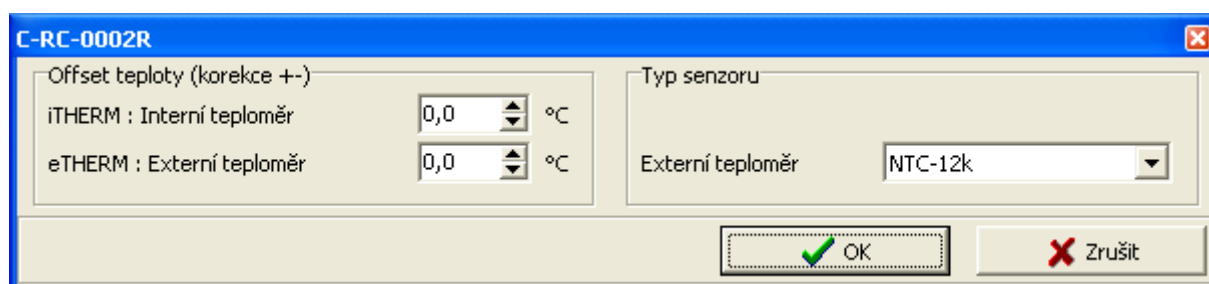 C-RC-0002R
Offset teploty (korekce +-)
iTHERM : Interní teploměr 0,0 °C
eTHERM : Externí teploměr 0,0 °C
Typ senzoru
Externí teploměr NTC-12k
OK Zrušit